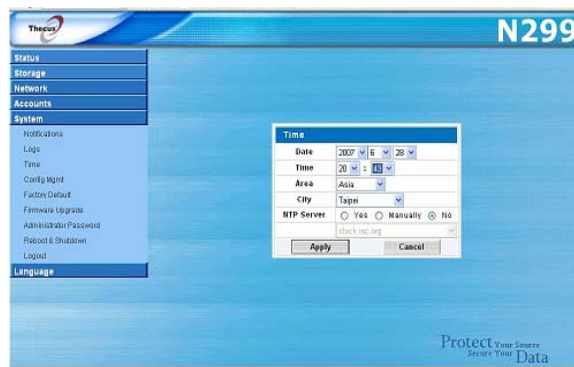 Thecus
N299
Status
Storage
Network
Accounts
System
Notifications
Logs
Time
Config Mgmt
Factory Default
Firmware Upgrade
Administrator Password
Reboot & Shutdown
Logout
Language
Time
Date 2007 6 28
Time 20 : 43
Area Asia
City Taipei
NTP Server Yes Manually No
clock.isc.org
Apply Cancel
Protect Your Source
Secure Your Data